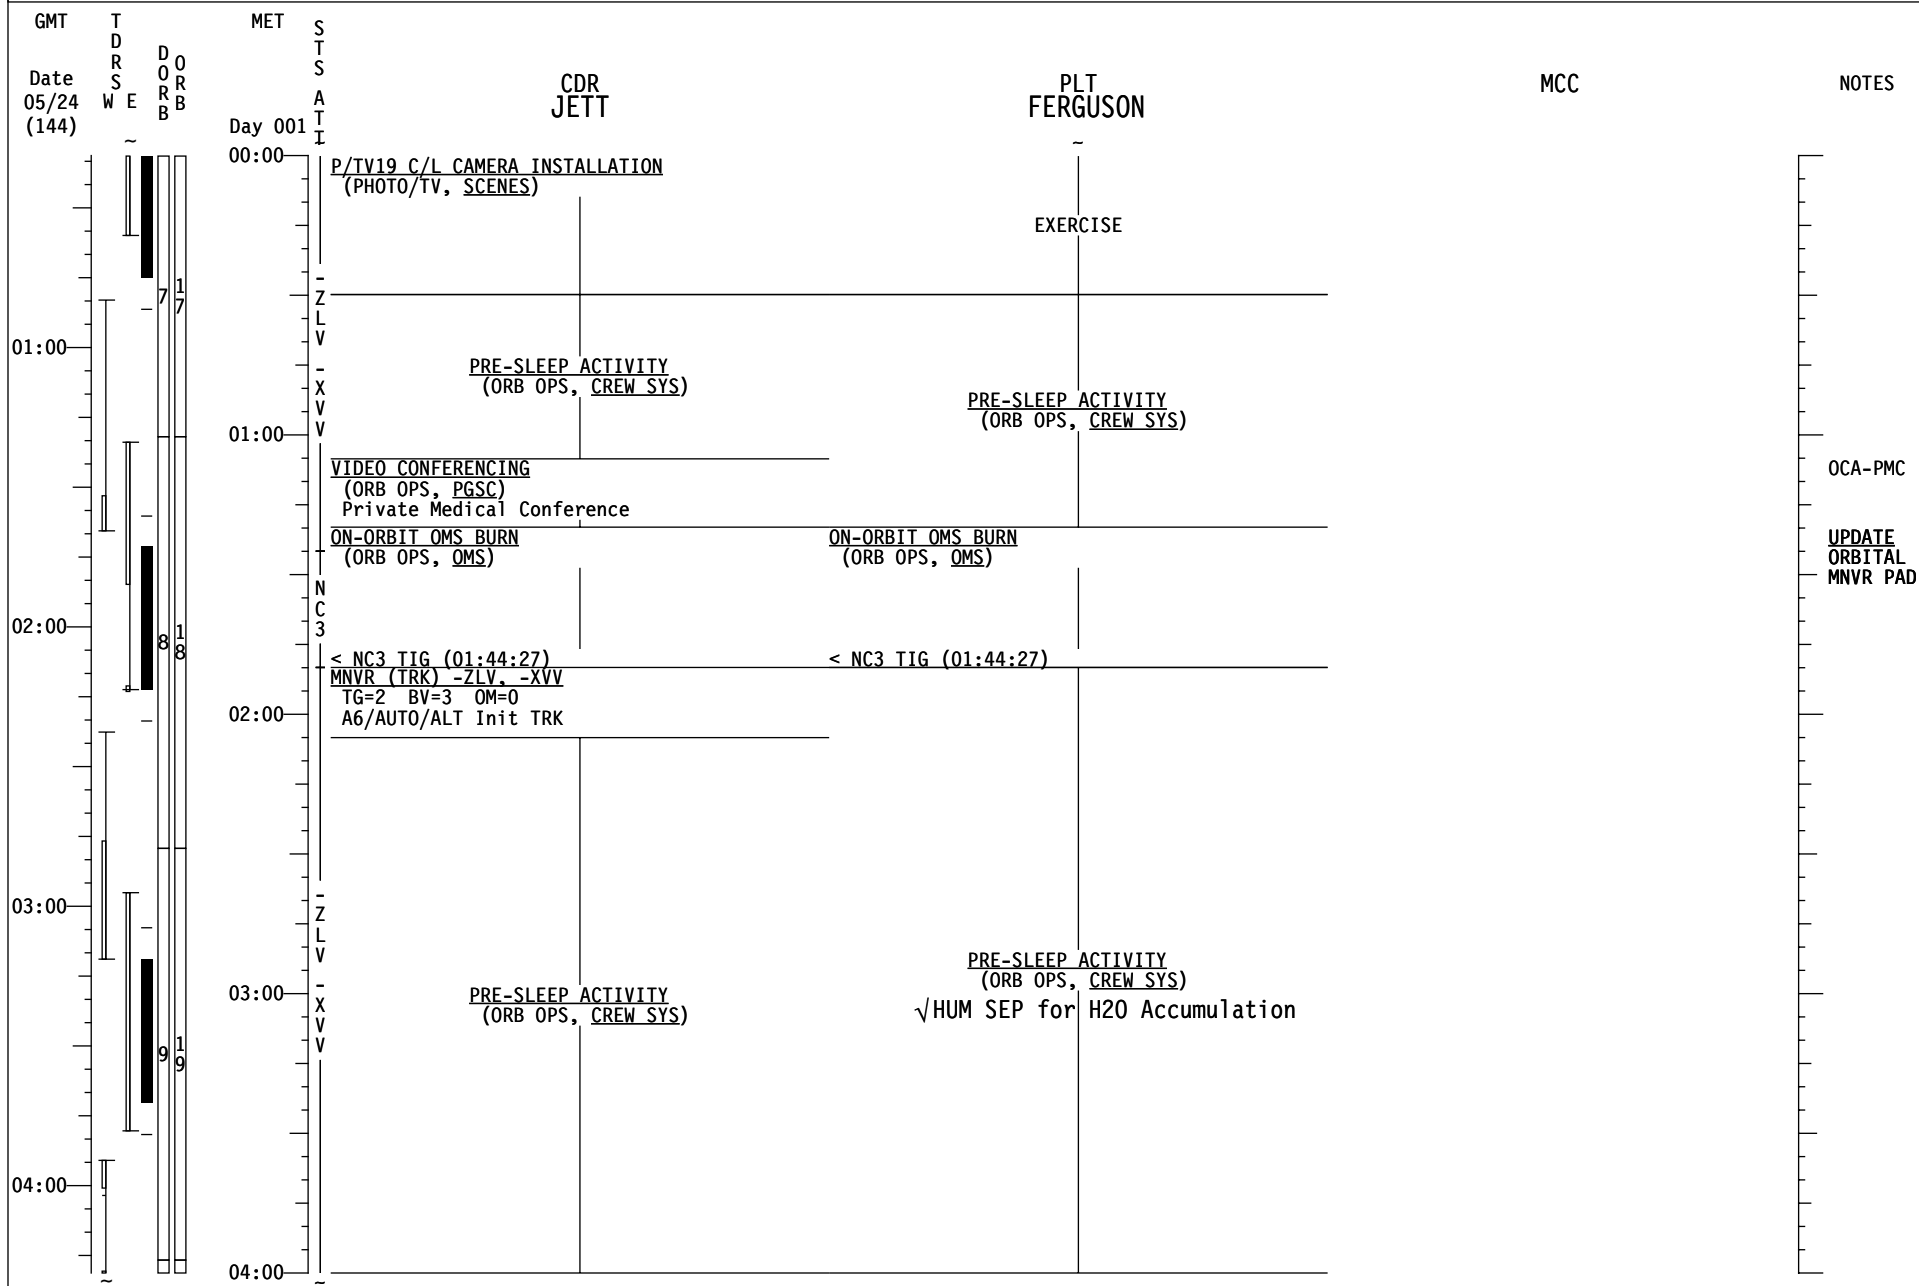 GMT
TDRS
W E
DORB
ORB
MET
STS ATT
Date
05/24
(144)
Day 001
CDR
JETT
PLT
FERGUSON
MCC
NOTES
~
~
~
00:00
P/TV19 C/L CAMERA INSTALLATION
(PHOTO/TV, SCENES)
EXERCISE
7
17
-ZLV -XVV
01:00
PRE-SLEEP ACTIVITY
(ORB OPS, CREW SYS)
PRE-SLEEP ACTIVITY
(ORB OPS, CREW SYS)
01:00
VIDEO CONFERENCING
(ORB OPS, PGSC)
Private Medical Conference
OCA-PMC
ON-ORBIT OMS BURN
(ORB OPS, OMS)
ON-ORBIT OMS BURN
(ORB OPS, OMS)
UPDATE
ORBITAL
MNVR PAD
NC3
02:00
8
18
< NC3 TIG (01:44:27)
< NC3 TIG (01:44:27)
MNVR (TRK) -ZLV, -XVV
TG=2 BV=3 OM=0
A6/AUTO/ALT Init TRK
02:00
03:00
-ZLV -XVV
PRE-SLEEP ACTIVITY
(ORB OPS, CREW SYS)
√HUM SEP for H2O Accumulation
03:00
PRE-SLEEP ACTIVITY
(ORB OPS, CREW SYS)
9
19
04:00
04:00
~
~